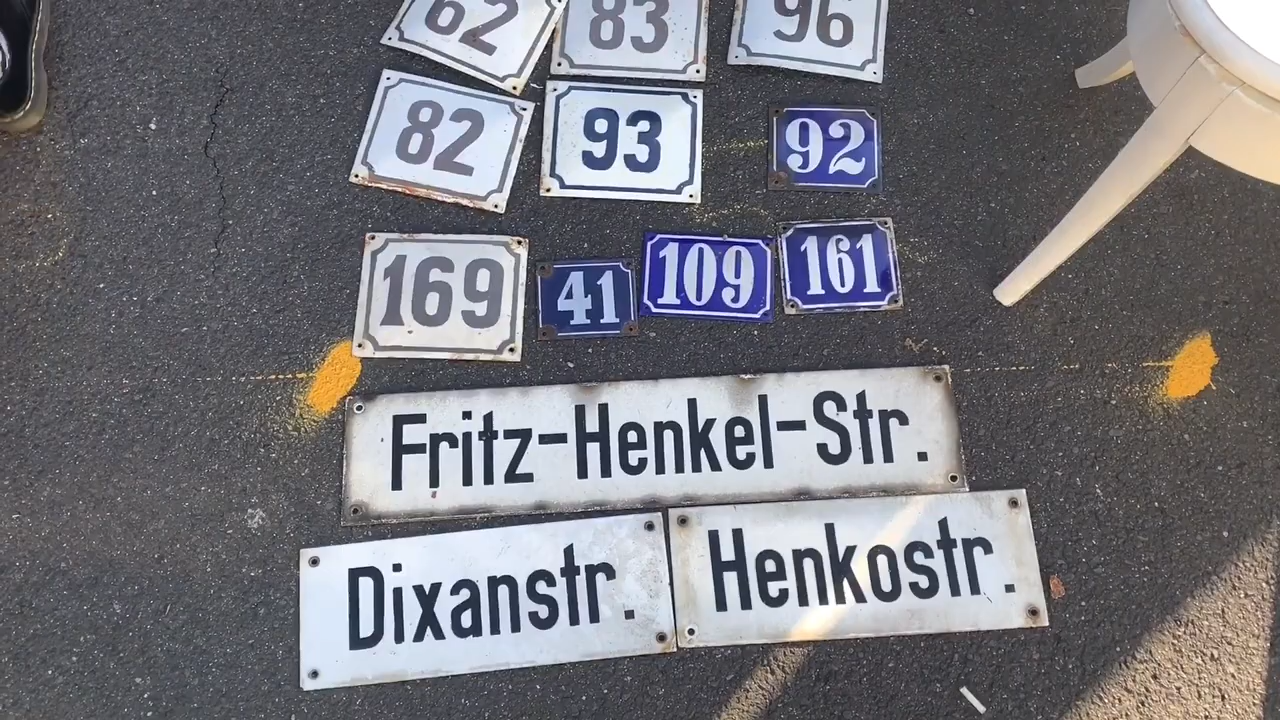 62 83 96
82 93 92
169 41 109 161
Fritz-Henkel-Str.
Dixanstr. Henkostr.